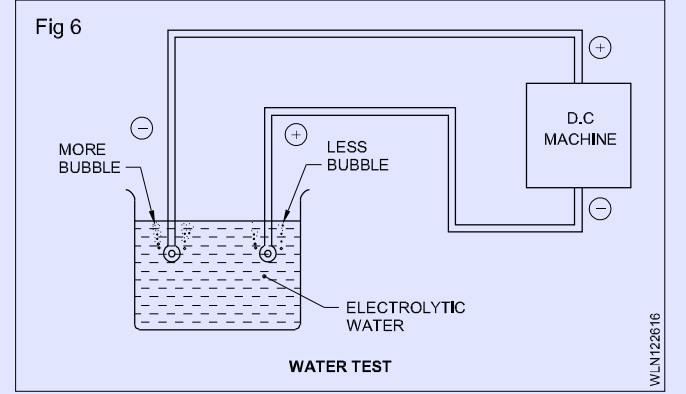 Fig 6
+
D.C
MACHINE
−
+
MORE
BUBBLE
LESS
BUBBLE
−
ELECTROLYTIC
WATER
WATER TEST
WLN122616